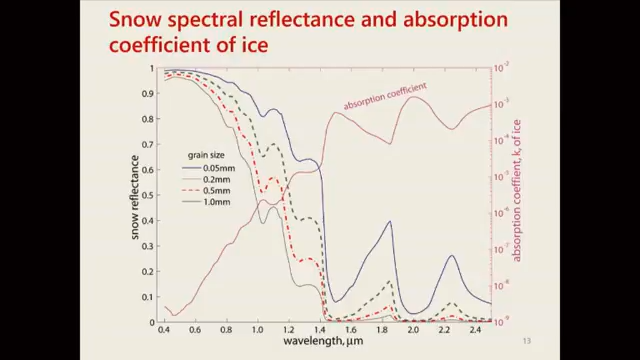 Snow spectral reflectance and absorption
coefficient of ice
1
0.9
0.8
0.7
0.6
0.5
0.4
0.3
0.2
0.1
0
snow reflectance
grain size
0.05mm
0.2mm
0.5mm
1.0mm
absorption coefficient
10-2
10-3
10-4
10-5
10-6
10-7
10-8
10-9
absorption coeffient, k, of ice
0.4 0.6 0.8 1.0 1.2 1.4 1.6 1.8 2.0 2.2 2.4
wavelength, µm
13